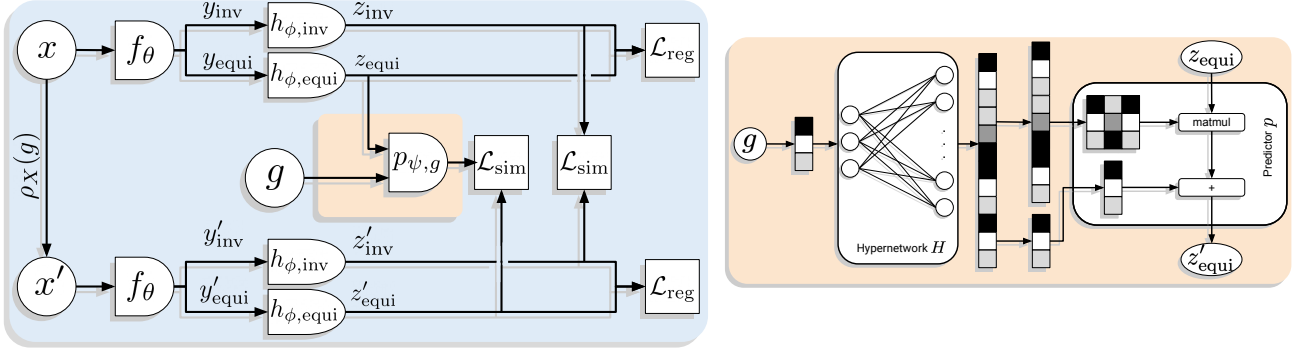 x
f_θ
y_inv
y_equi
h_{ϕ,inv}
h_{ϕ,equi}
z_inv
z_equi
ℒ_reg
ρ_X(g)
g
p_{ψ,g}
ℒ_sim
ℒ_sim
x′
f_θ
y′_inv
y′_equi
h_{ϕ,inv}
h_{ϕ,equi}
z′_inv
z′_equi
ℒ_reg
g
Hypernetwork H
z_equi
matmul
+
Predictor p
z′_equi